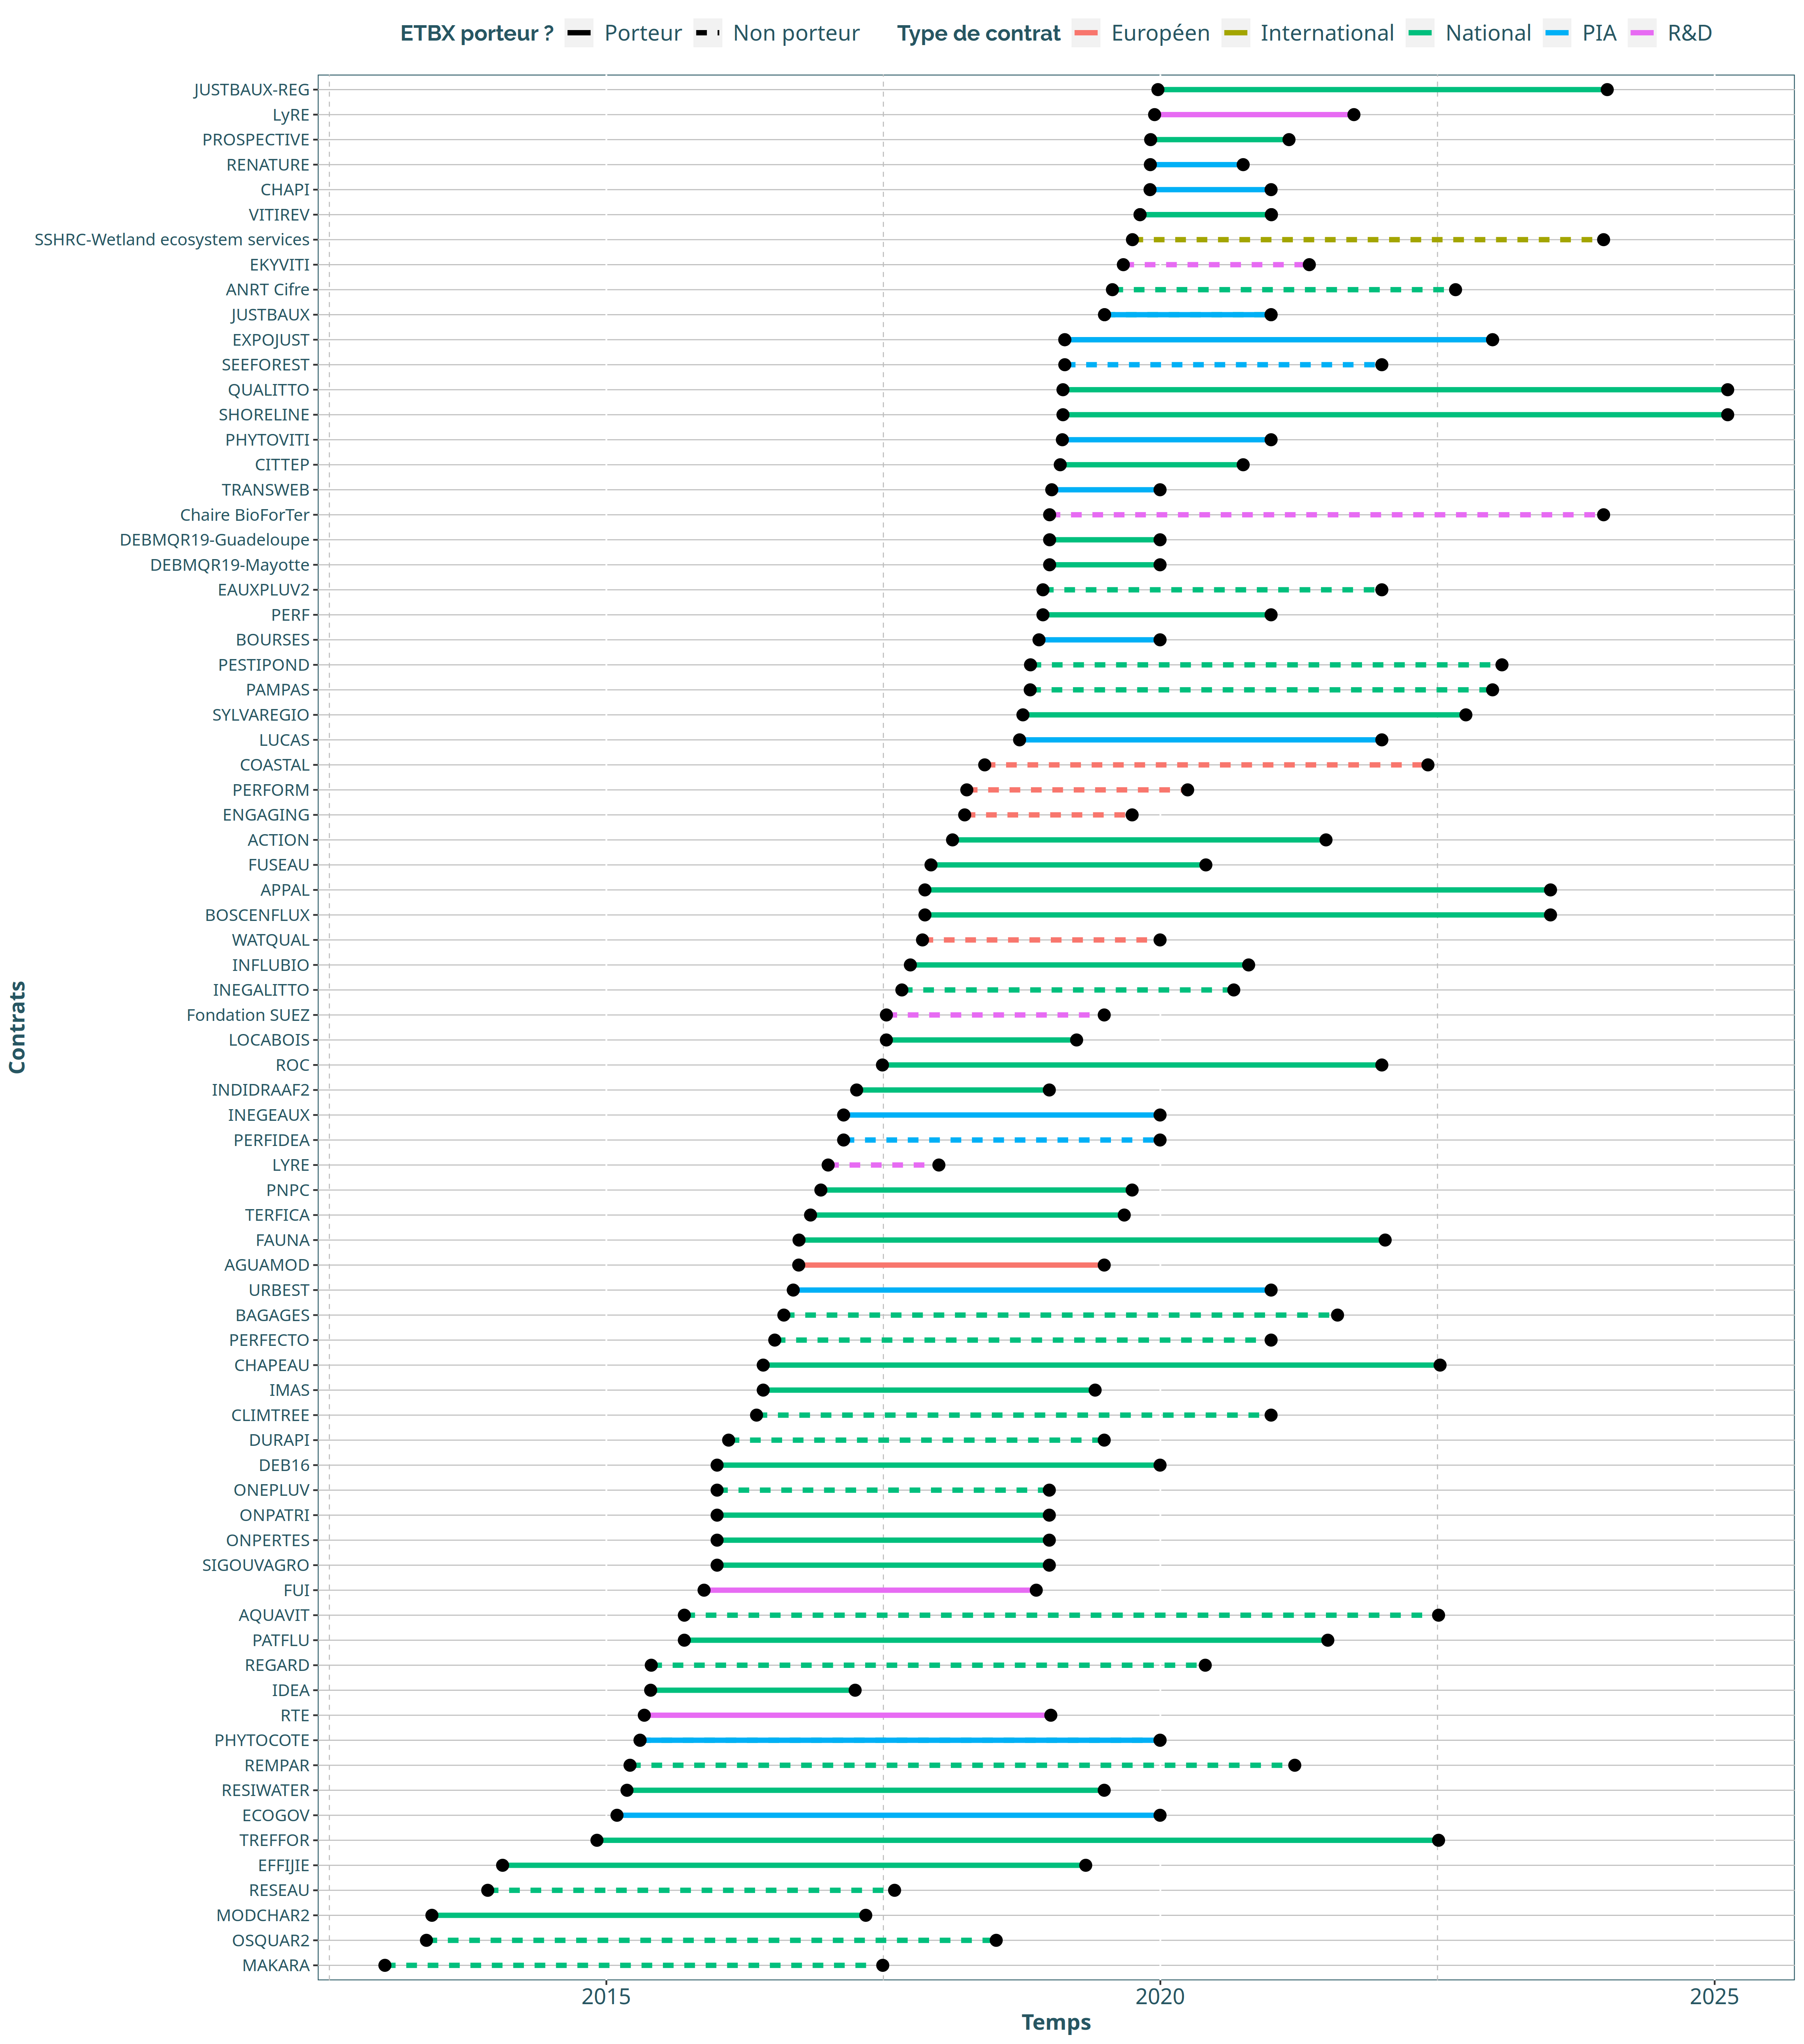 ETBX porteur ? Porteur Non porteur Type de contrat Européen International National PIA R&D
JUSTBAUX-REG
LyRE
PROSPECTIVE
RENATURE
CHAPI
VITIREV
SSHRC-Wetland ecosystem services
EKYVITI
ANRT Cifre
JUSTBAUX
EXPOJUST
SEEFOREST
QUALITTO
SHORELINE
PHYTOVITI
CITTEP
TRANSWEB
Chaire BioForTer
DEBMQR19-Guadeloupe
DEBMQR19-Mayotte
EAUXPLUV2
PERF
BOURSES
PESTIPOND
PAMPAS
SYLVAREGIO
LUCAS
COASTAL
PERFORM
ENGAGING
ACTION
FUSEAU
APPAL
BOSCENFLUX
WATQUAL
INFLUBIO
INEGALITTO
Fondation SUEZ
LOCABOIS
ROC
INDIDRAAF2
INEGEAUX
PERFIDEA
LYRE
PNPC
TERFICA
FAUNA
AGUAMOD
URBEST
BAGAGES
PERFECTO
CHAPEAU
IMAS
CLIMTREE
DURAPI
DEB16
ONEPLUV
ONPATRI
ONPERTES
SIGOUVAGRO
FUI
AQUAVIT
PATFLU
REGARD
IDEA
RTE
PHYTOCOTE
REMPAR
RESIWATER
ECOGOV
TREFFOR
EFFIJIE
RESEAU
MODCHAR2
OSQUAR2
MAKARA
Contrats
2015 2020 2025
Temps